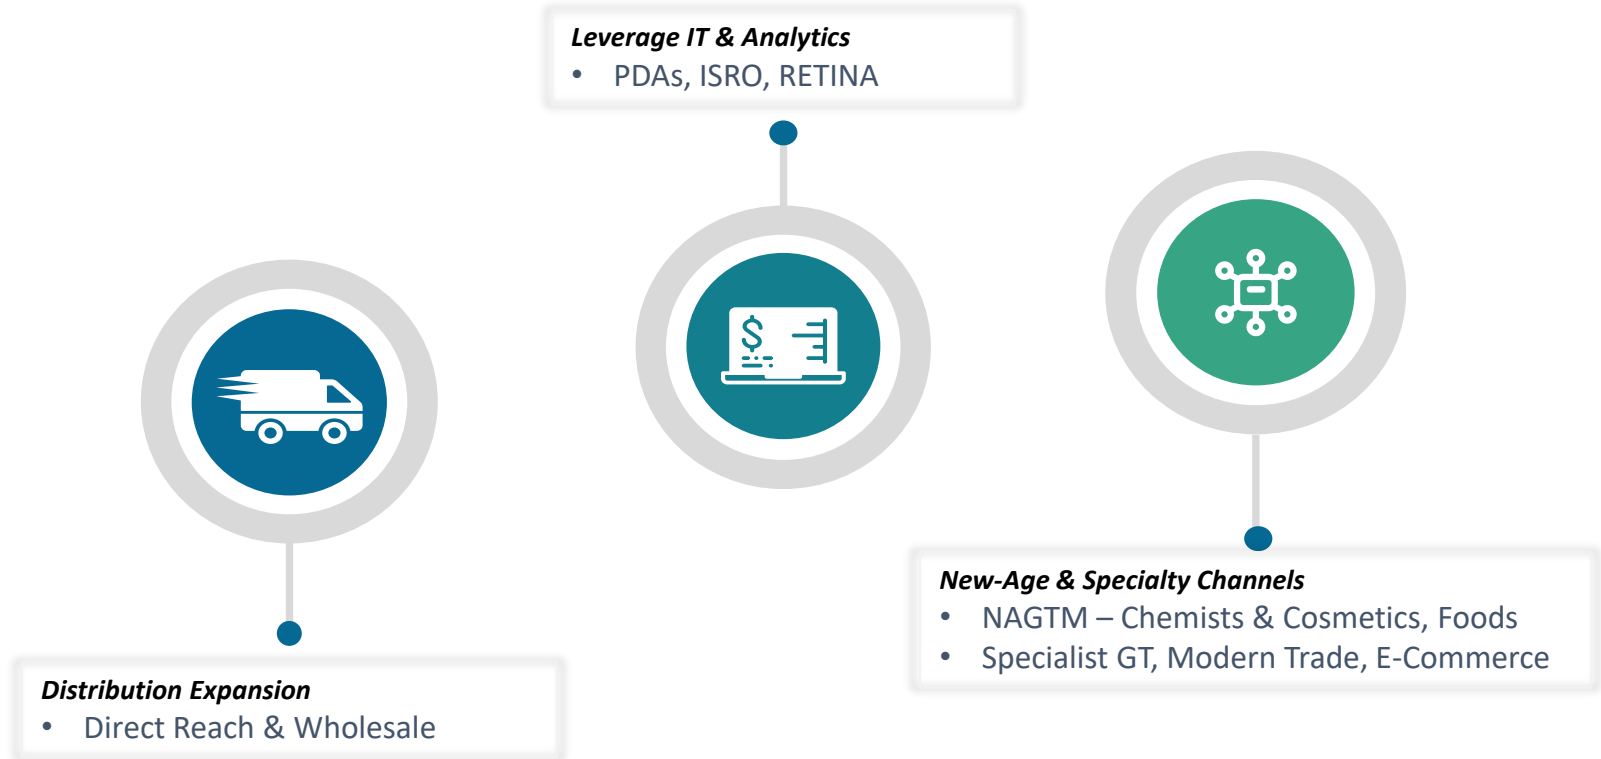 Leverage IT & Analytics
• PDAs, ISRO, RETINA
$
New-Age & Specialty Channels
• NAGTM – Chemists & Cosmetics, Foods
• Specialist GT, Modern Trade, E-Commerce
Distribution Expansion
• Direct Reach & Wholesale